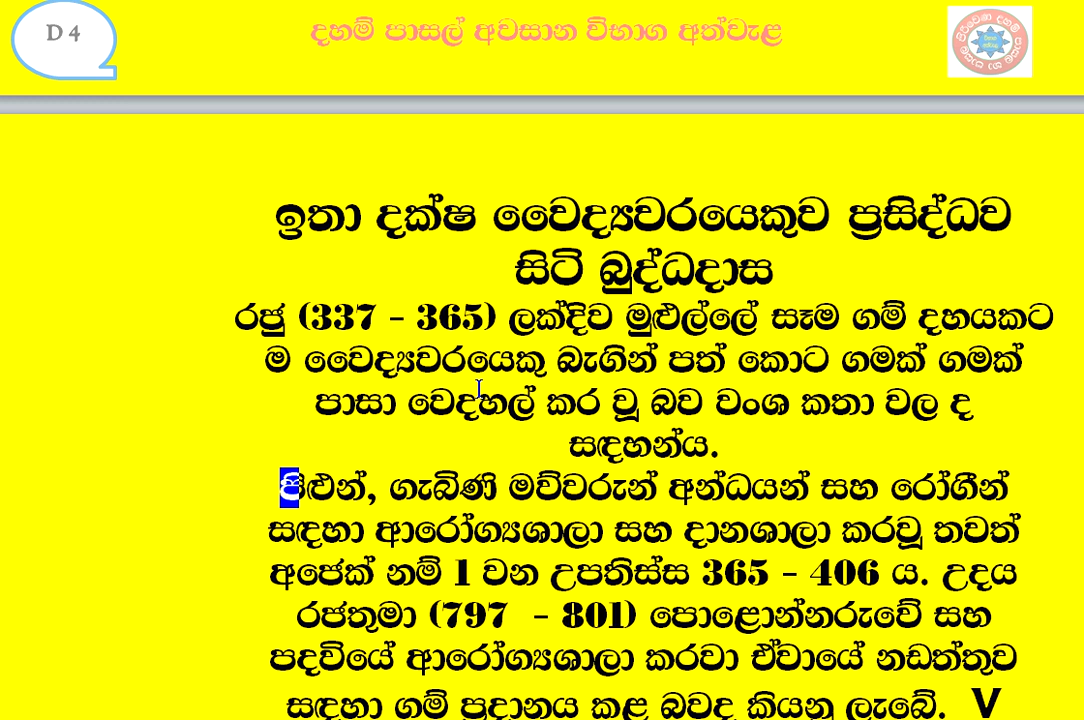 D 4
දහම් පාසල් අවසාන විභාග අත්වැළ
ඉතා දක්ෂ වෛද්‍යවරයෙකුව ප්‍රසිද්ධව
සිටි බුද්ධදාස
රජු (337 - 365) ලක්දිව මුළුල්ලේ සෑම ගම් දහයකට
ම වෛද්‍යවරයෙකු බැගින් පත් කොට ගමක් ගමක්
පාසා වෙදහල් කර වූ බව වංශ කතා වල ද
සඳහන්ය.
පිළුන්, ගැබිණි මව්වරුන් අන්ධයන් සහ රෝගීන්
සඳහා ආරෝග්‍යශාලා සහ දානශාලා කරවූ තවත්
අජෙක් නම් 1 වන උපතිස්ස 365 - 406 ය. උදය
රජතුමා (797 - 801) පොළොන්නරුවේ සහ
පදවියේ ආරෝග්‍යශාලා කරවා ඒවායේ නඩත්තුව
සඳහා ගම් ප්‍රදානය කළ බවද කියනු ලැබේ. V